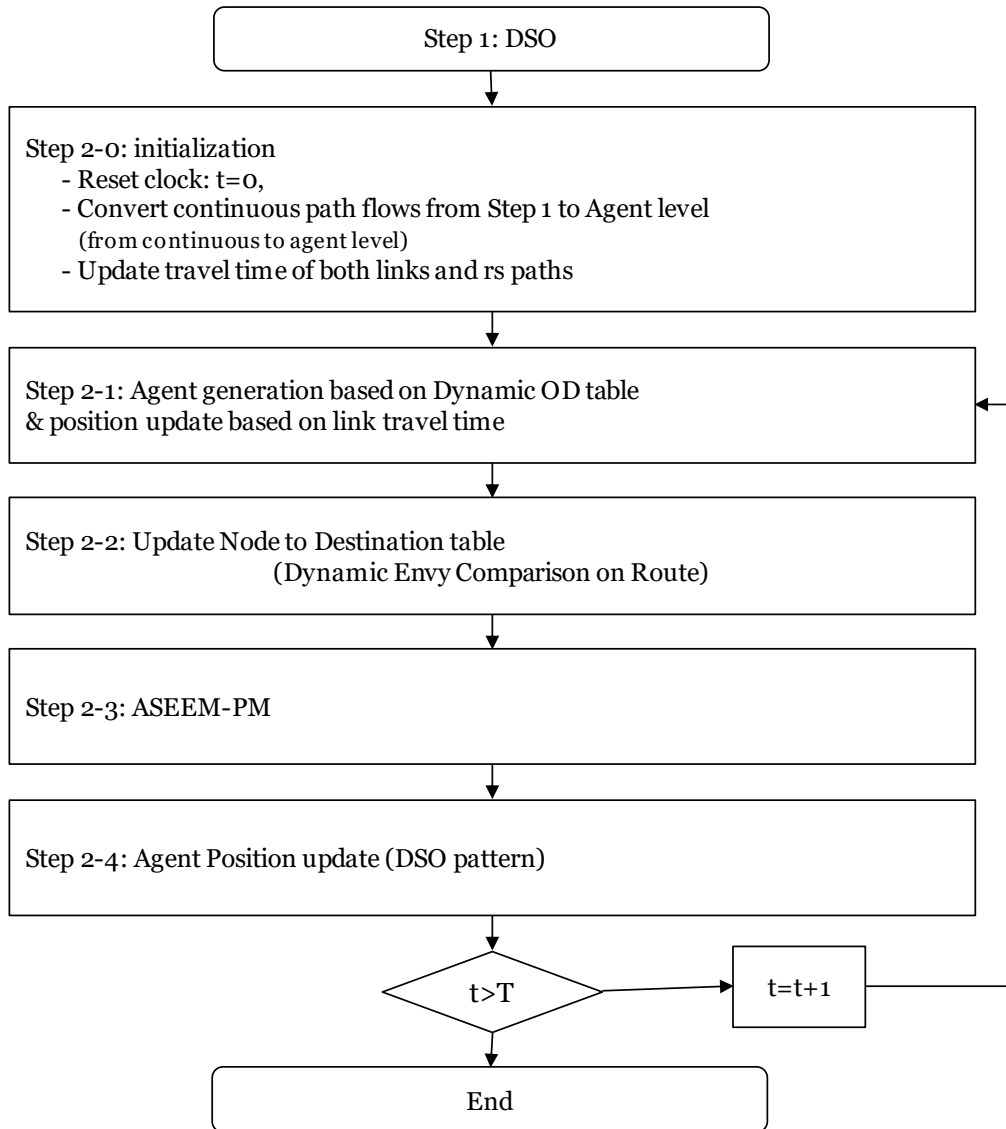 Step 1: DSO
Step 2-0: initialization
- Reset clock: t=0,
- Convert continuous path flows from Step 1 to Agent level
(from continuous to agent level)
- Update travel time of both links and rs paths
Step 2-1: Agent generation based on Dynamic OD table
& position update based on link travel time
Step 2-2: Update Node to Destination table
(Dynamic Envy Comparison on Route)
Step 2-3: ASEEM-PM
Step 2-4: Agent Position update (DSO pattern)
t>T
t=t+1
End